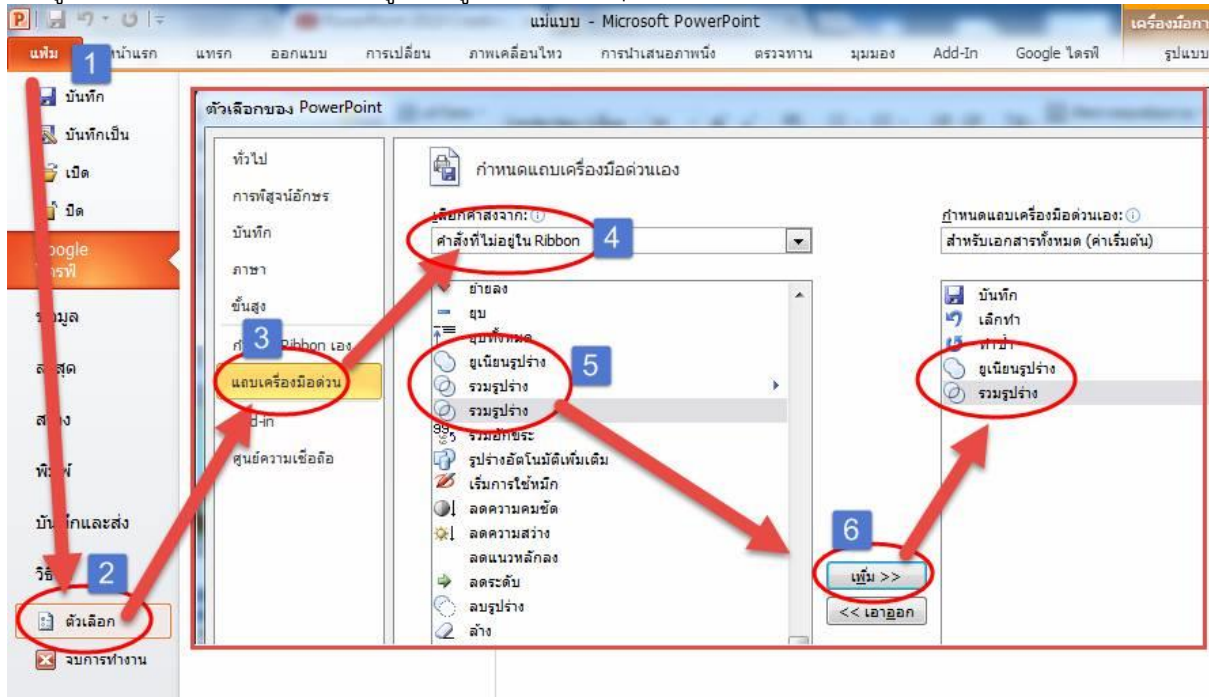 แม่แบบ - Microsoft PowerPoint
เครื่องมือกา
แฟ้ม
1
หน้าแรก
แทรก
ออกแบบ
การเปลี่ยน
ภาพเคลื่อนไหว
การนำเสนอภาพนิ่ง
ตรวจทาน
มุมมอง
Add-In
Google ไดรฟ์
รูปแบบ
บันทึก
บันทึกเป็น
เปิด
ปิด
พิมพ์
2
ตัวเลือก
จบการทำงาน
ตัวเลือกของ PowerPoint
ทั่วไป
การพิสูจน์อักษร
บันทึก
ภาษา
ขั้นสูง
3
Ribbon เอง
แถบเครื่องมือด่วน
ศูนย์ความเชื่อถือ
กำหนดแถบเครื่องมือด่วนเอง
เลือกคำสั่งจาก:
คำสั่งที่ไม่อยู่ใน Ribbon
4
ย้ายลง
ยุบ
ยุบทั้งหมด
ยูเนียนรูปร่าง
5
รวมรูปร่าง
รวมรูปร่าง
รวมอักขระ
รูปร่างอัตโนมัติเพิ่มเติม
เริ่มการใช้หมึก
ลดความคมชัด
ลดความสว่าง
ลดแนวหลักลง
ลดระดับ
ลบรูปร่าง
ล้าง
6
เพิ่ม >>
<< เอาออก
กำหนดแถบเครื่องมือด่วนเอง:
สำหรับเอกสารทั้งหมด (ค่าเริ่มต้น)
บันทึก
เลิกทำ
ทำซ้ำ
ยูเนียนรูปร่าง
รวมรูปร่าง